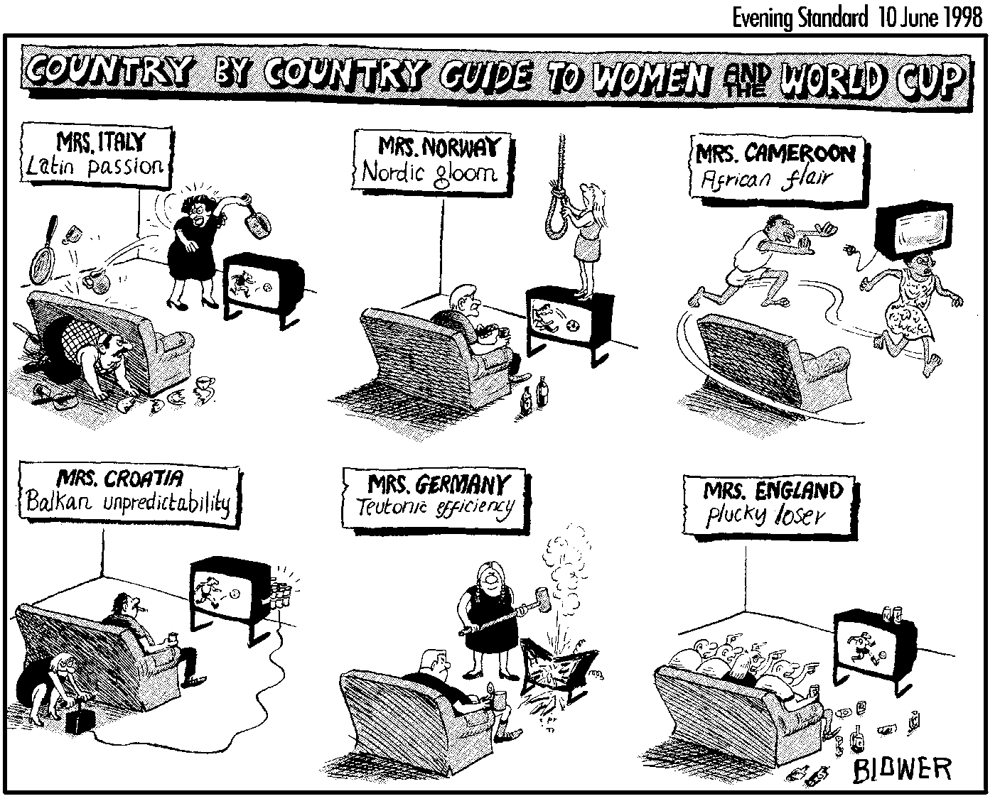 Evening Standard 10 June 1998
COUNTRY BY COUNTRY GUIDE TO WOMEN AND THE WORLD CUP
MRS. ITALY
Latin passion
MRS. NORWAY
Nordic gloom
MRS. CAMEROON
African flair
MRS. CROATIA
Balkan unpredictability
MRS. GERMANY
Teutonic efficiency
MRS. ENGLAND
plucky loser
BLOWER